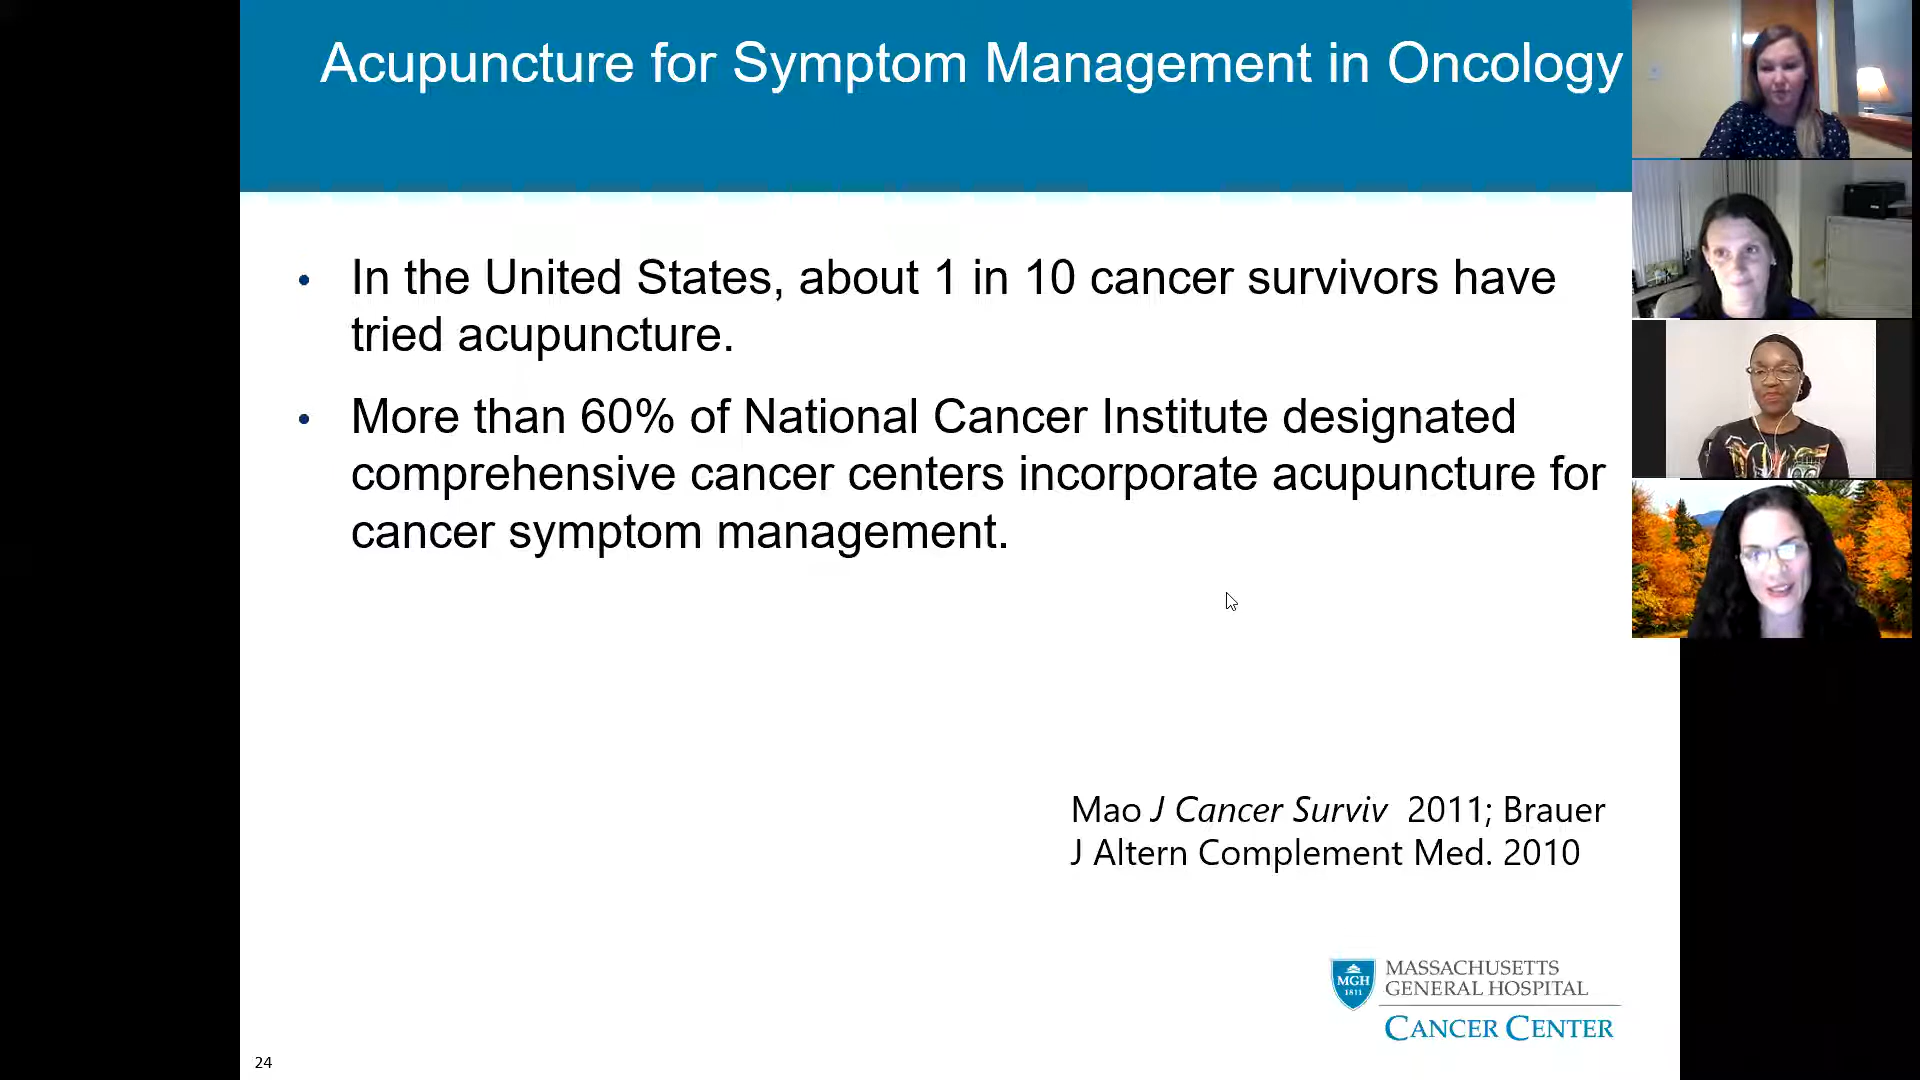 Acupuncture for Symptom Management in Oncology
• In the United States, about 1 in 10 cancer survivors have
tried acupuncture.
• More than 60% of National Cancer Institute designated
comprehensive cancer centers incorporate acupuncture for
cancer symptom management.
Mao J Cancer Surviv 2011; Brauer
J Altern Complement Med. 2010
MGH
1811
MASSACHUSETTS
GENERAL HOSPITAL
CANCER CENTER
24